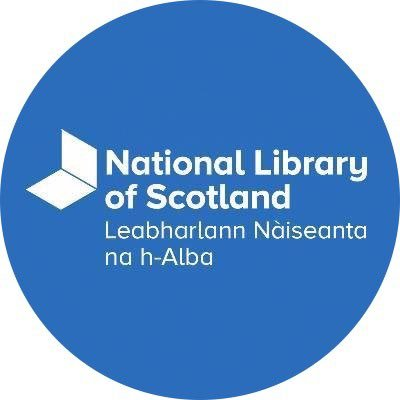 National Library
of Scotland
Leabharlann Nàiseanta
na h-Alba